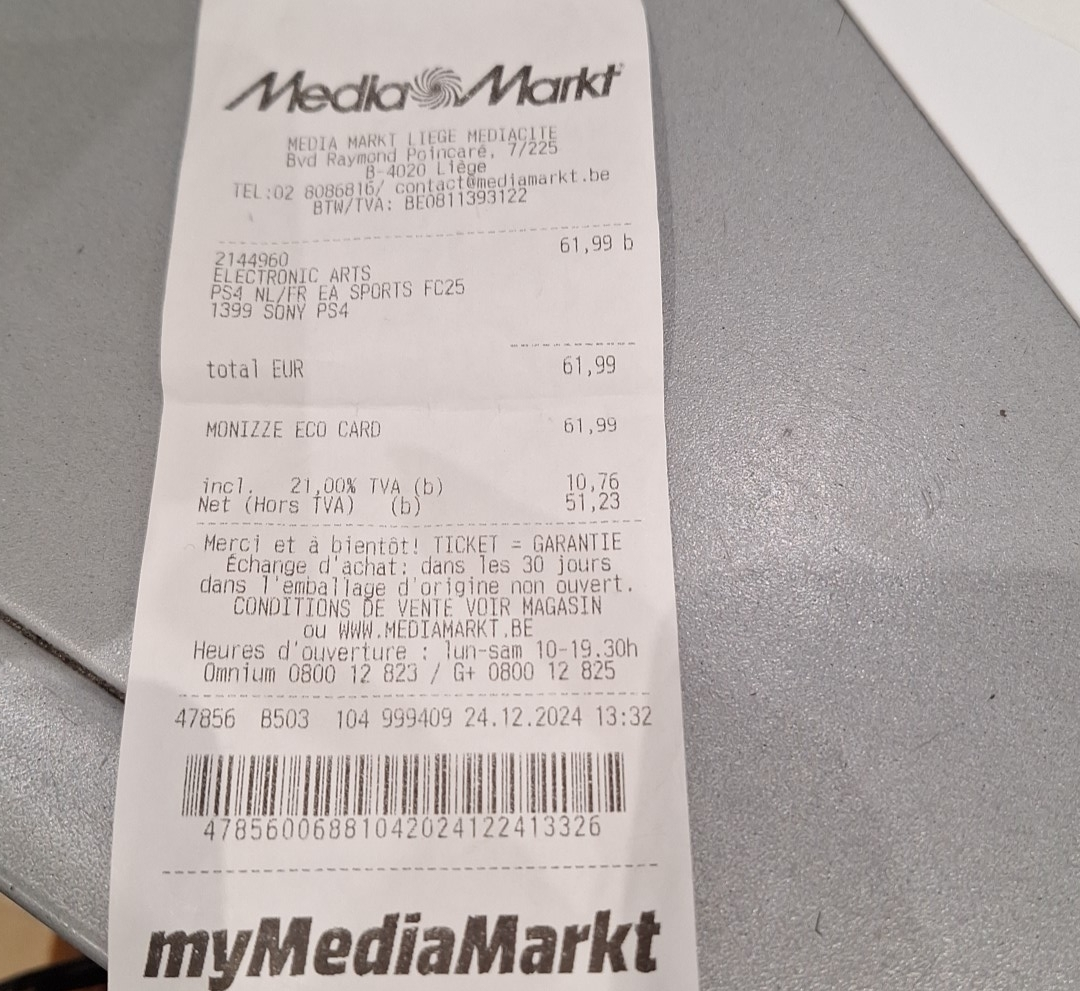 Media Markt
MEDIA MARKT LIEGE MEDIACITE
Bvd Raymond Poincaré, 7/225
B-4020 Liège
TEL:02 8086816/ contact@mediamarkt.be
BTW/TVA: BE0811393122
2144960 61,99 b
ELECTRONIC ARTS
PS4 NL/FR EA SPORTS FC25
1399 SONY PS4
total EUR 61,99
MONIZZE ECO CARD 61,99
incl. 21,00% TVA (b) 10,76
Net (Hors TVA) (b) 51,23
Merci et à bientôt! TICKET = GARANTIE
Échange d'achat: dans les 30 jours
dans l'emballage d'origine non ouvert.
CONDITIONS DE VENTE VOIR MAGASIN
ou WWW.MEDIAMARKT.BE
Heures d'ouverture : lun-sam 10-19.30h
Omnium 0800 12 823 / G+ 0800 12 825
47856 B503 104 999409 24.12.2024 13:32
4785600688104202412241​3326
myMediaMarkt